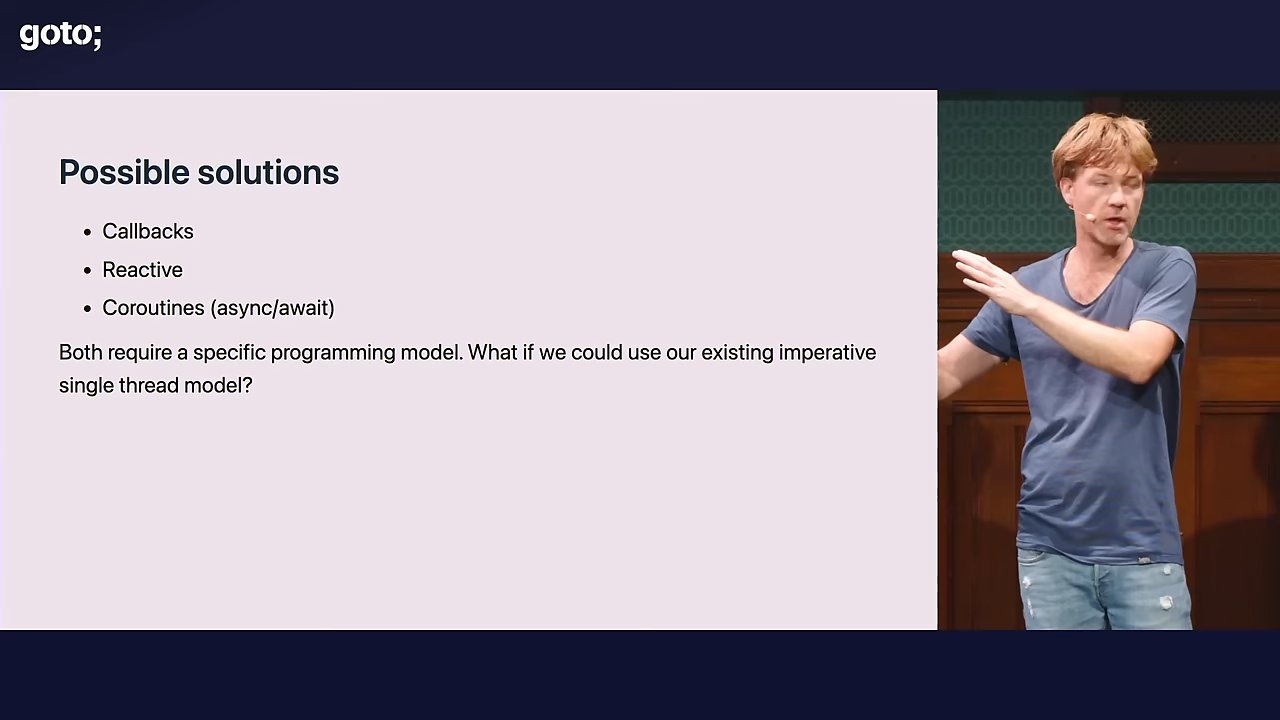 goto;
Possible solutions
• Callbacks
• Reactive
• Coroutines (async/await)
Both require a specific programming model. What if we could use our existing imperative
single thread model?